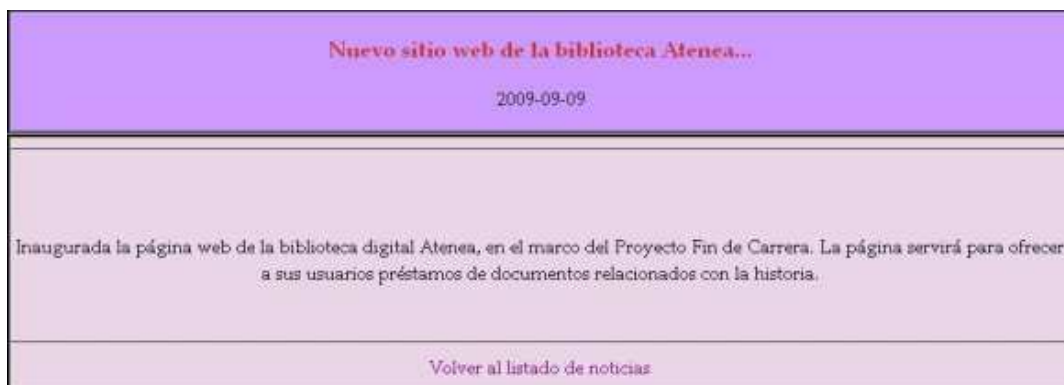 Nuevo sitio web de la biblioteca Atenea...
2009-09-09
Inaugurada la página web de la biblioteca digital Atenea, en el marco del Proyecto Fin de Carrera. La página servirá para ofrecer
a sus usuarios préstamos de documentos relacionados con la historia.
Volver al listado de noticias